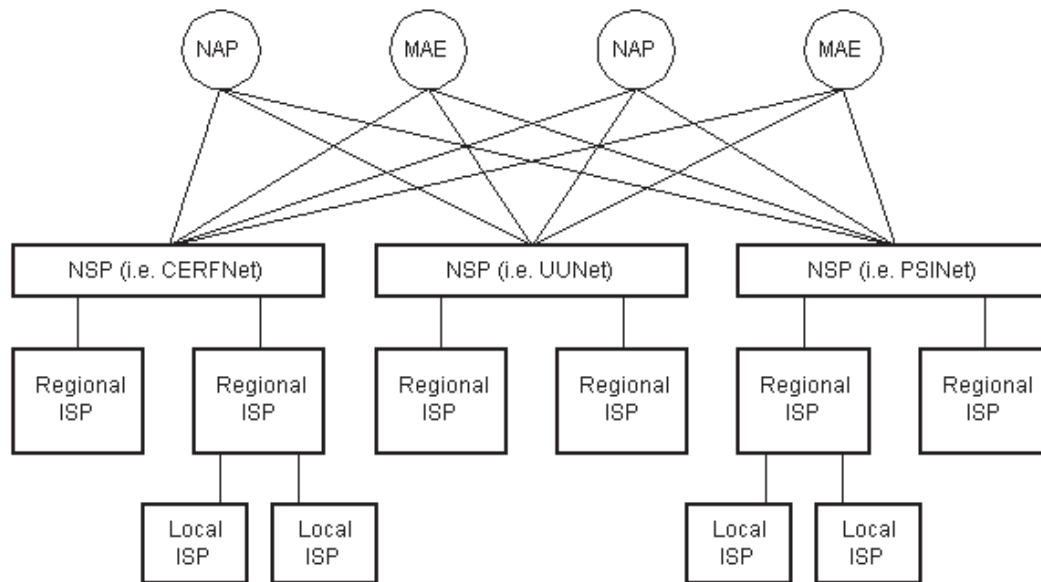 NAP
MAE
NAP
MAE
NSP (i.e. CERFNet)
NSP (i.e. UUNet)
NSP (i.e. PSINet)
Regional
ISP
Regional
ISP
Regional
ISP
Regional
ISP
Regional
ISP
Regional
ISP
Local
ISP
Local
ISP
Local
ISP
Local
ISP